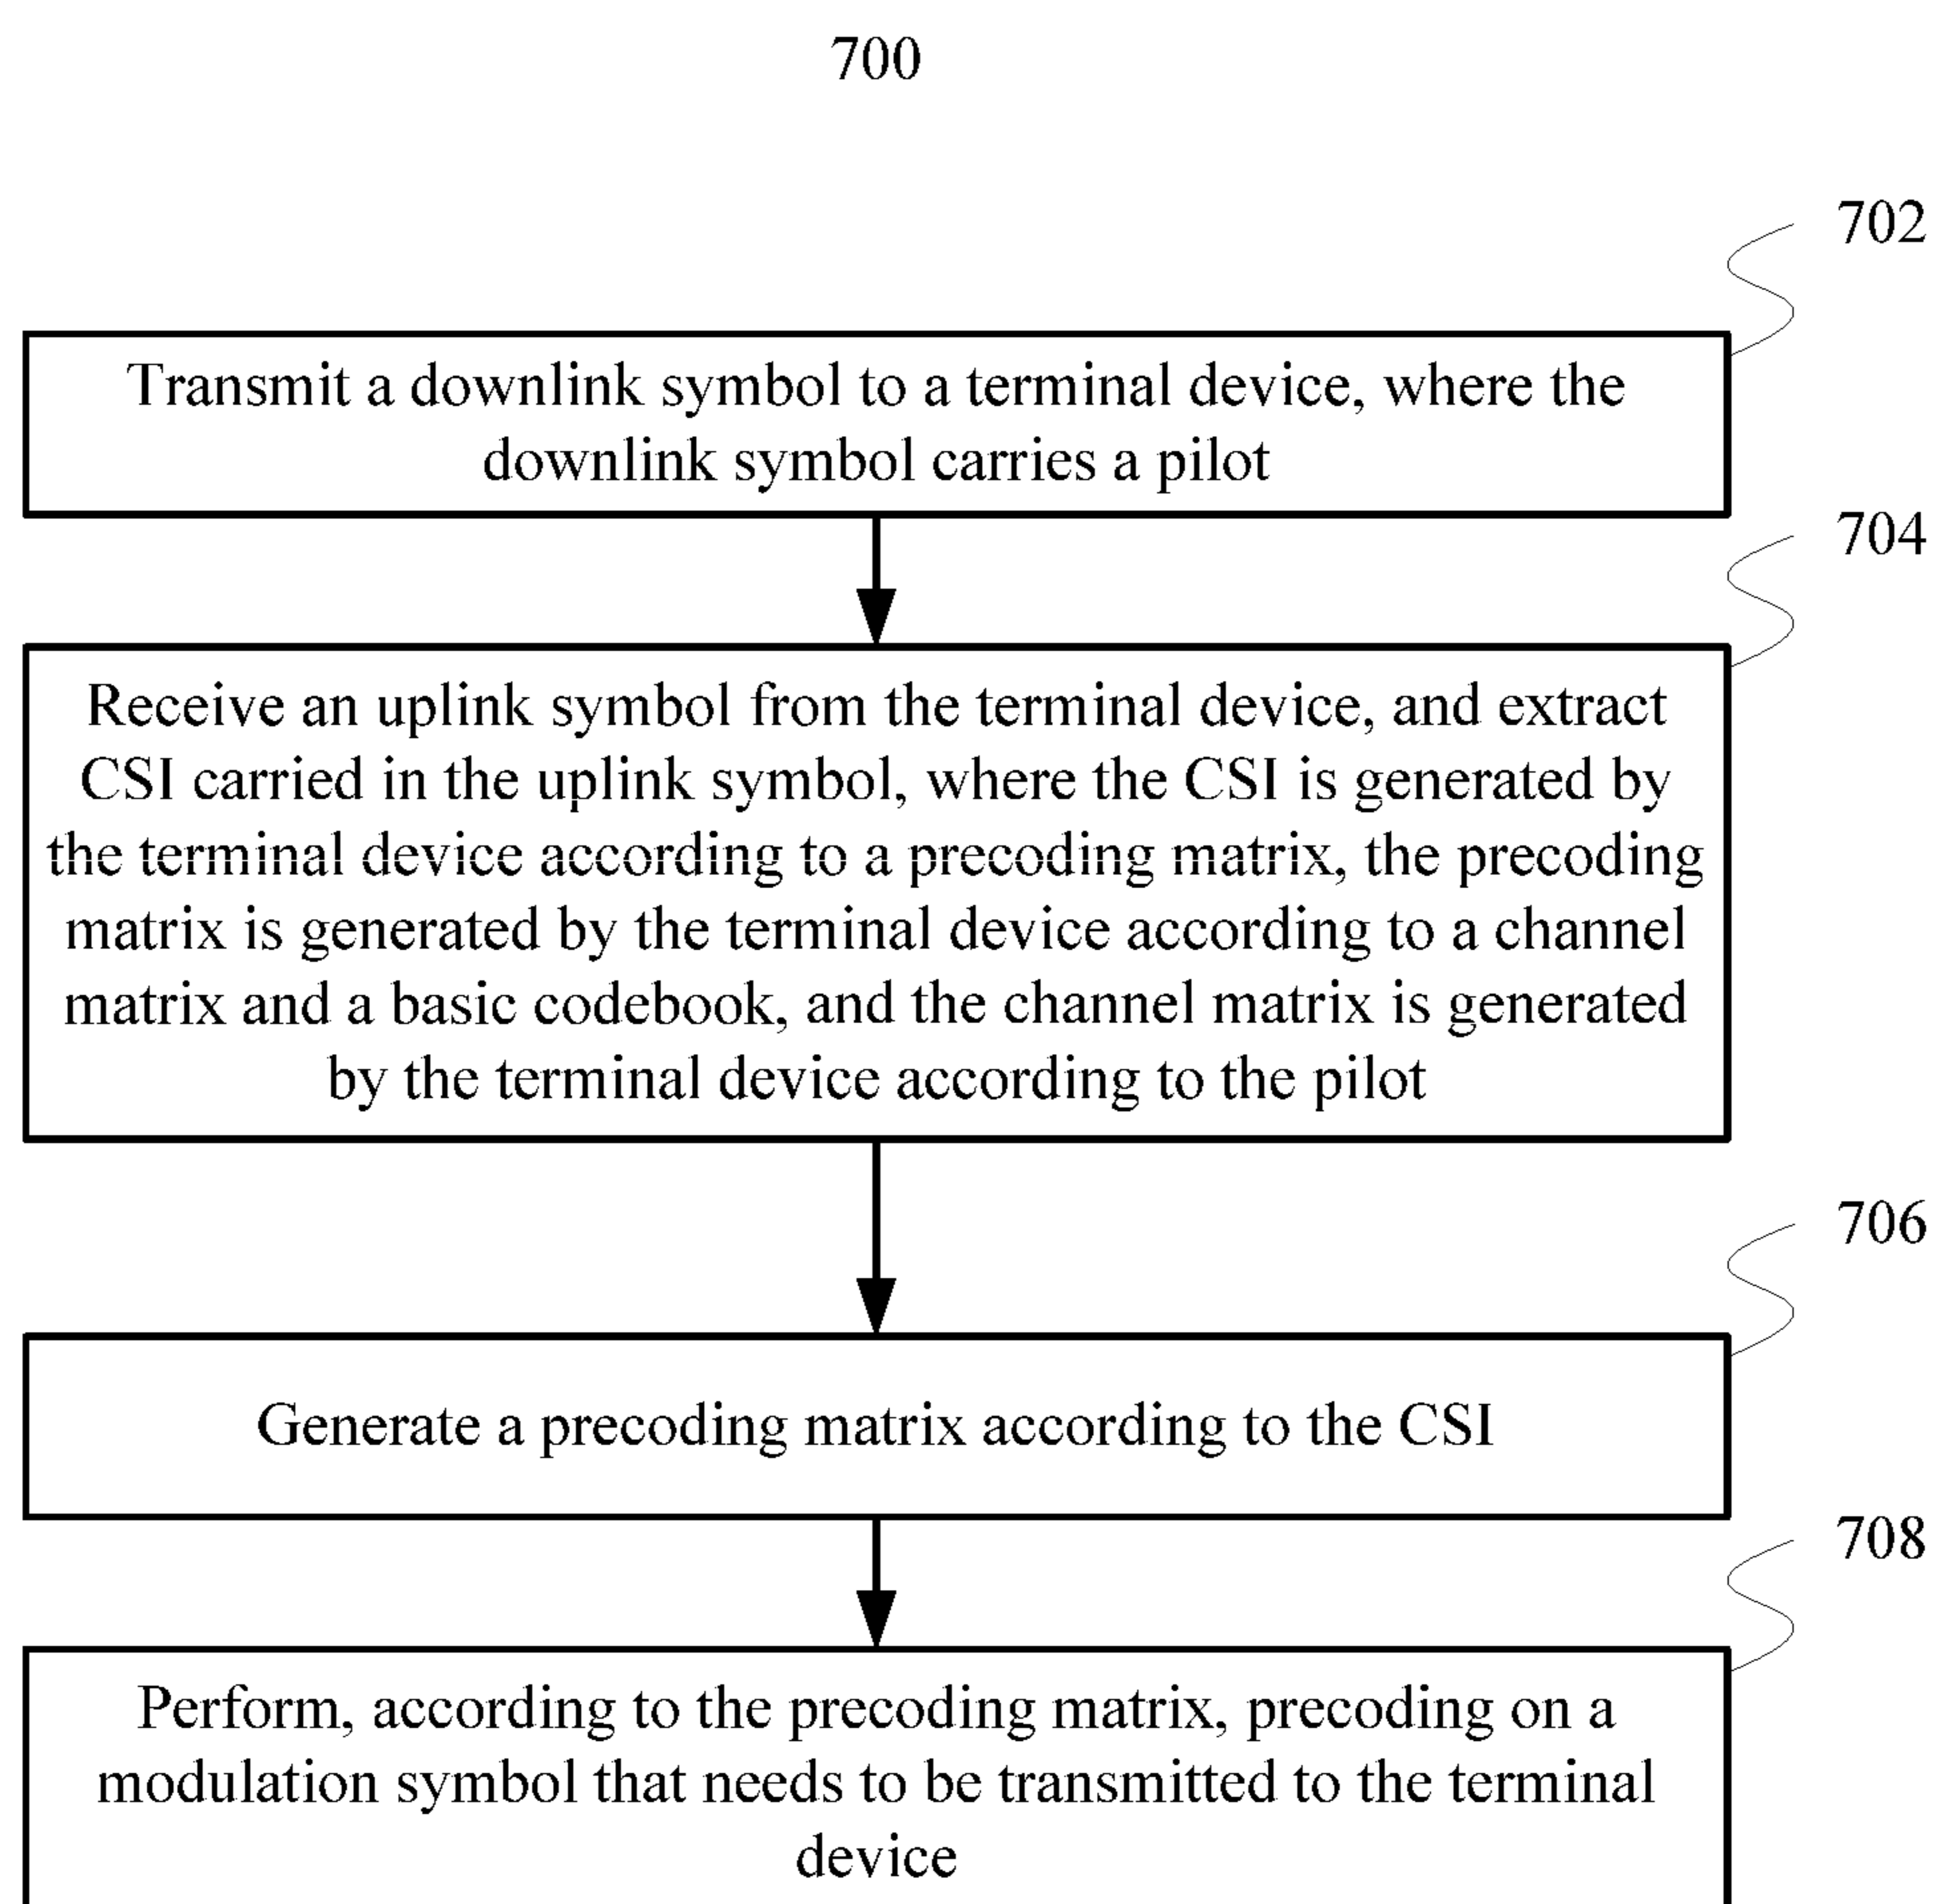 700
702
Transmit a downlink symbol to a terminal device, where the
downlink symbol carries a pilot
704
Receive an uplink symbol from the terminal device, and extract
CSI carried in the uplink symbol, where the CSI is generated by
the terminal device according to a precoding matrix, the precoding
matrix is generated by the terminal device according to a channel
matrix and a basic codebook, and the channel matrix is generated
by the terminal device according to the pilot
706
Generate a precoding matrix according to the CSI
708
Perform, according to the precoding matrix, precoding on a
modulation symbol that needs to be transmitted to the terminal
device